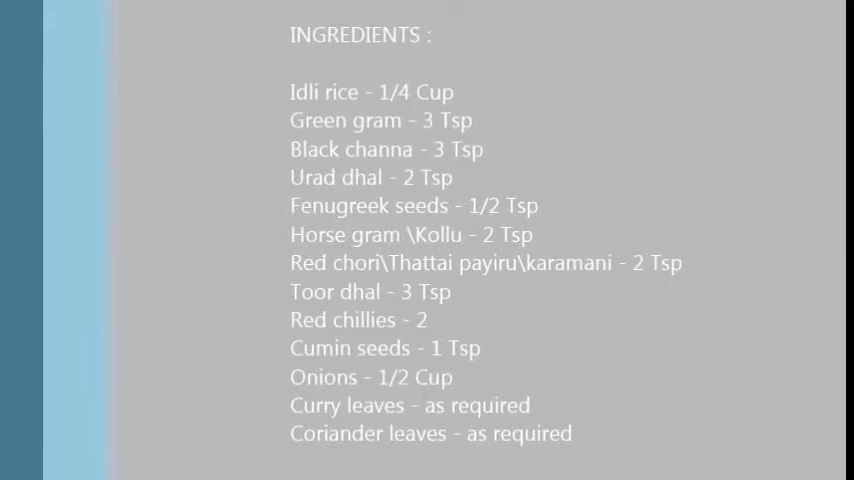 INGREDIENTS :
Idli rice - 1/4 Cup
Green gram - 3 Tsp
Black channa - 3 Tsp
Urad dhal - 2 Tsp
Fenugreek seeds - 1/2 Tsp
Horse gram \Kollu - 2 Tsp
Red chori\Thattai payiru\karamani - 2 Tsp
Toor dhal - 3 Tsp
Red chillies - 2
Cumin seeds - 1 Tsp
Onions - 1/2 Cup
Curry leaves - as required
Coriander leaves - as required